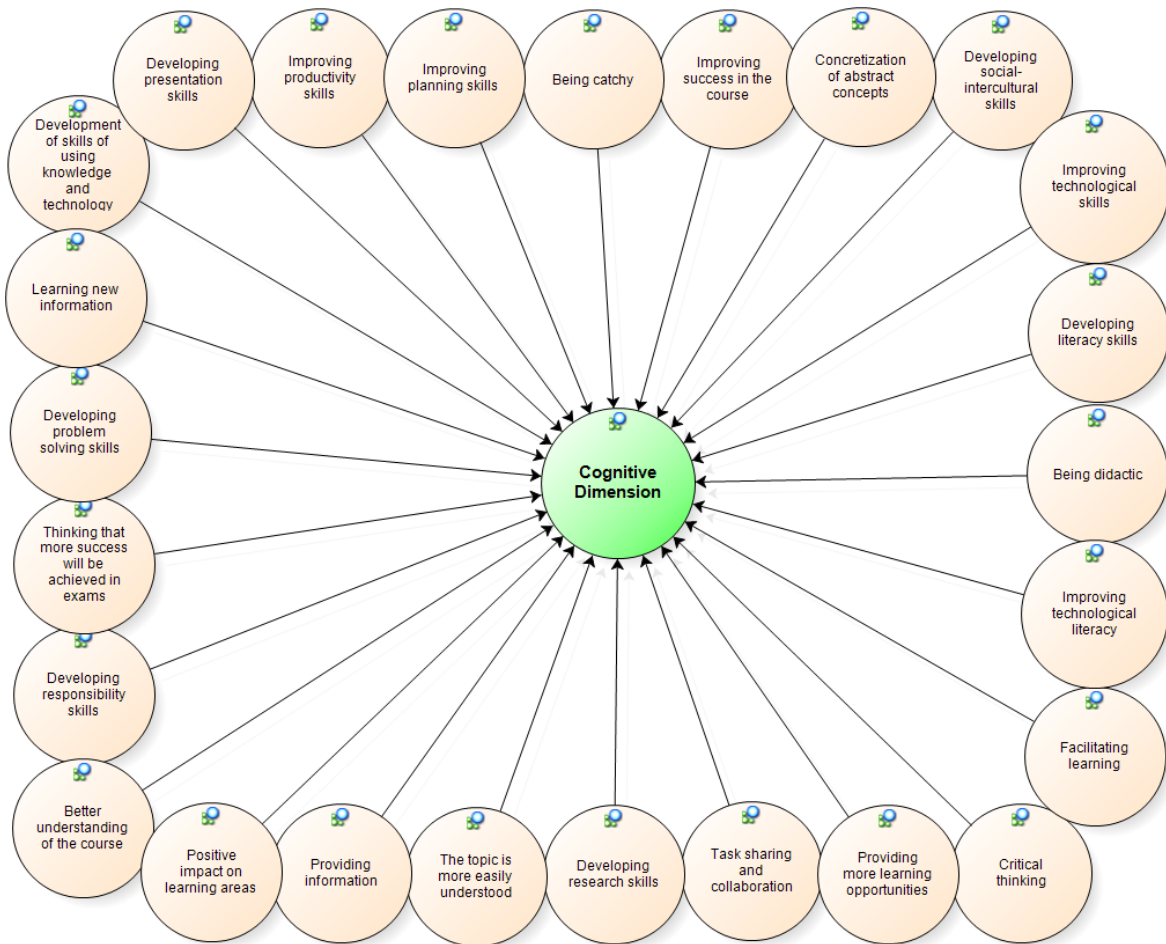 Developing
presentation
skills
Improving
productivity
skills
Improving
planning skills
Being catchy
Improving
success in the
course
Concretization
of abstract
concepts
Developing
social-
intercultural
skills
Development
of skills of
using
knowledge
and
technology
Improving
technological
skills
Learning new
information
Developing
literacy skills
Developing
problem
solving skills
Cognitive
Dimension
Being didactic
Thinking that
more success
will be
achieved in
exams
Improving
technological
literacy
Developing
responsibility
skills
Facilitating
learning
Better
understanding
of the course
Positive
impact on
learning areas
Providing
information
The topic is
more easily
understood
Developing
research skills
Task sharing
and
collaboration
Providing
more learning
opportunities
Critical
thinking